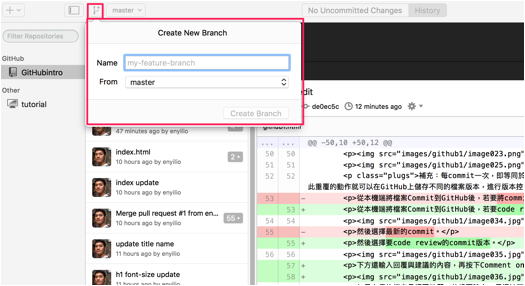 master
No Uncommitted Changes
History
Filter Repositories
Create New Branch
Name
my-feature-branch
From
master
Create Branch
GitHub
GitHubintro
Other
tutorial
47 minutes ago by enyilio
index.html
10 hours ago by enyilio
2
index update
10 hours ago by enyilio
Merge pull request #1 from en...
10 hours ago by enyilio
55
update title name
11 hours ago by enyilio
h1 font-size update
edit
de0ec5c
12 minutes ago
... ... @@ -50,10 +50,12 @@
50 50 <p><img src="images/github1/image023.png"
51 51 <p><img src="images/github1/image025.png"
52 52 <p class="plugs">補充：每commit一次，即等同於
此重覆的動作就可以在GitHub上儲存不同的檔案版本，進行版本控
53 - <p>從本機端將檔案Commit到GitHub後，若要將commi
53 + <p>從本機端將檔案Commit到GitHub後，若要code r
54 54 <p><img src="images/github1/image034.jpg"
55 - <p>然後選擇最新的commit。</p>
55 + <p>然後選擇要code review的commit版本。</p>
56 56 <p><img src="images/github1/image035.jpg"
57 + <p>下方還輸入回覆與建議的內容，再按下Comment on
58 + <p><img src="images/github1/image036.jpg"